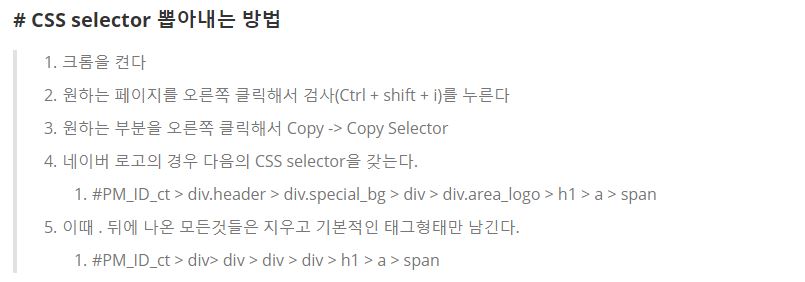 # CSS selector 뽑아내는 방법
1. 크롬을 켠다
2. 원하는 페이지를 오른쪽 클릭해서 검사(Ctrl + shift + i)를 누른다
3. 원하는 부분을 오른쪽 클릭해서 Copy -> Copy Selector
4. 네이버 로고의 경우 다음의 CSS selector을 갖는다.
1. #PM_ID_ct > div.header > div.special_bg > div > div.area_logo > h1 > a > span
5. 이때 . 뒤에 나온 모든것들은 지우고 기본적인 태그형태만 남긴다.
1. #PM_ID_ct > div> div > div > div > h1 > a > span